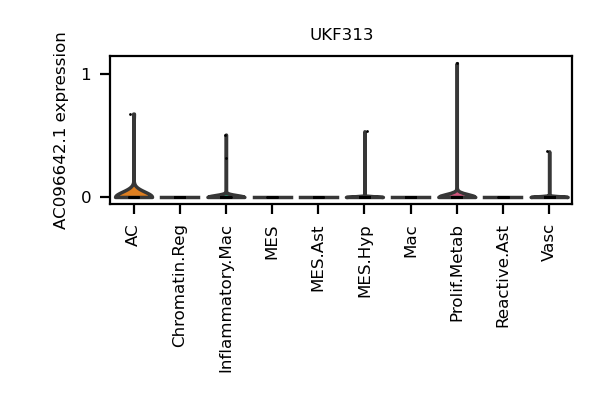 UKF313
AC096642.1 expression
1
0
AC
Chromatin.Reg
Inflammatory.Mac
MES
MES.Ast
MES.Hyp
Mac
Prolif.Metab
Reactive.Ast
Vasc